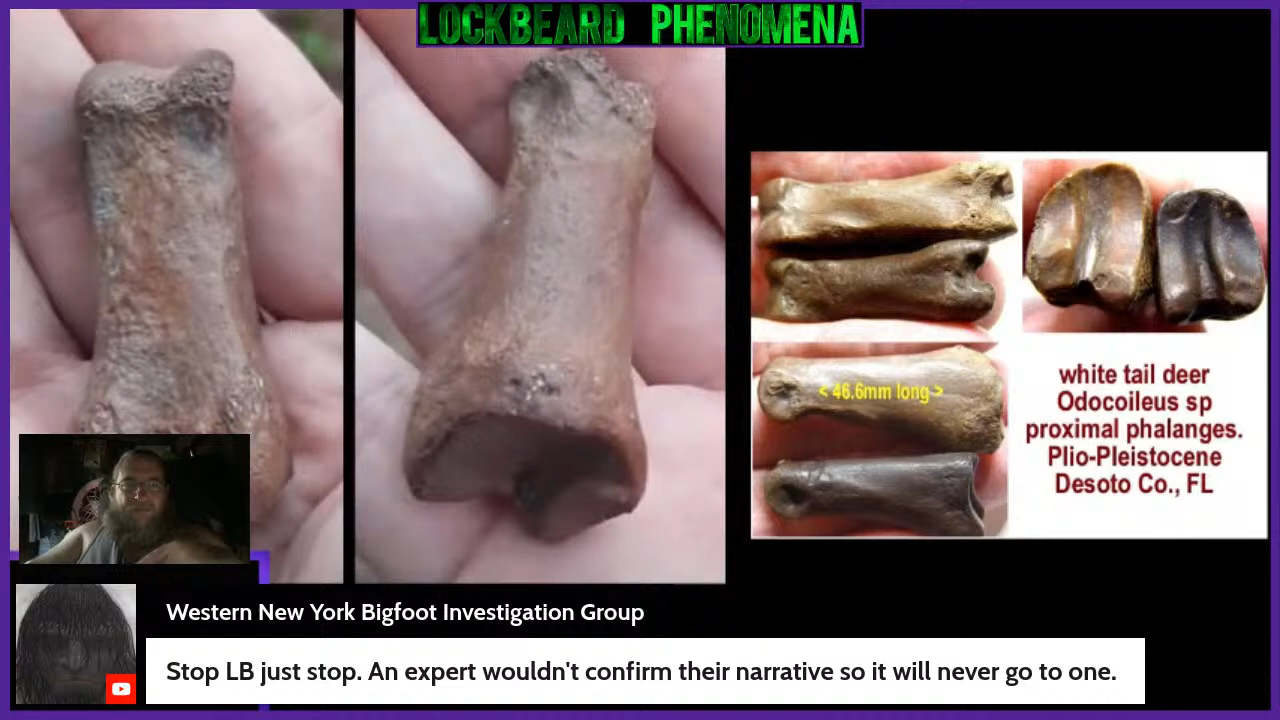 LOCKBEARD PHENOMENA
< 46.6mm long >
white tail deer
Odocoileus sp
proximal phalanges.
Plio-Pleistocene
Desoto Co., FL
Western New York Bigfoot Investigation Group
Stop LB just stop. An expert wouldn't confirm their narrative so it will never go to one.